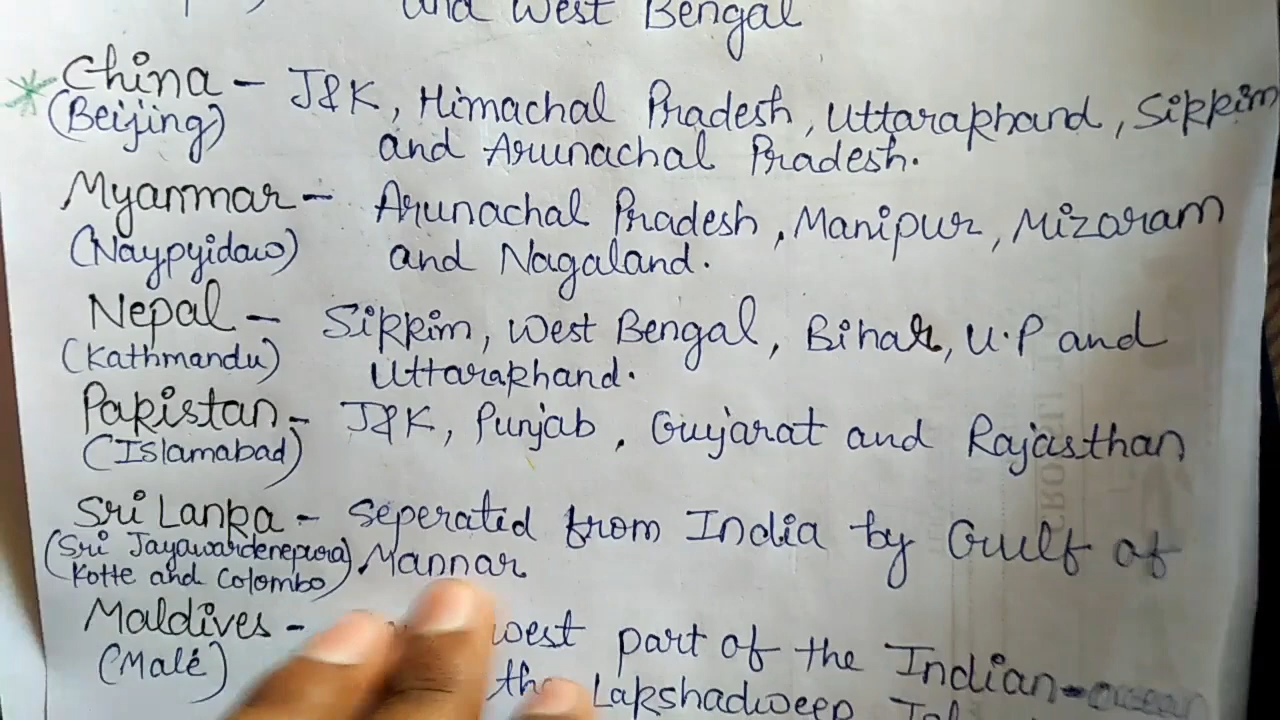 and West Bengal
China - J&K, Himachal Pradesh, Uttarakhand, Sikkim
(Beijing) and Arunachal Pradesh.
Myanmar - Arunachal Pradesh, Manipur, Mizoram
(Naypyidaw) and Nagaland.
Nepal - Sikkim, West Bengal, Bihar, U.P and
(Kathmandu) Uttarakhand.
Pakistan - J&K, Punjab, Gujarat and Rajasthan
(Islamabad)
Sri Lanka - Seperated from India by Gulf of
(Sri Jayawardenepura Mannar
Kotte and Colombo)
Maldives - west part of the Indian-ocean
(Malé) the Lakshadweep